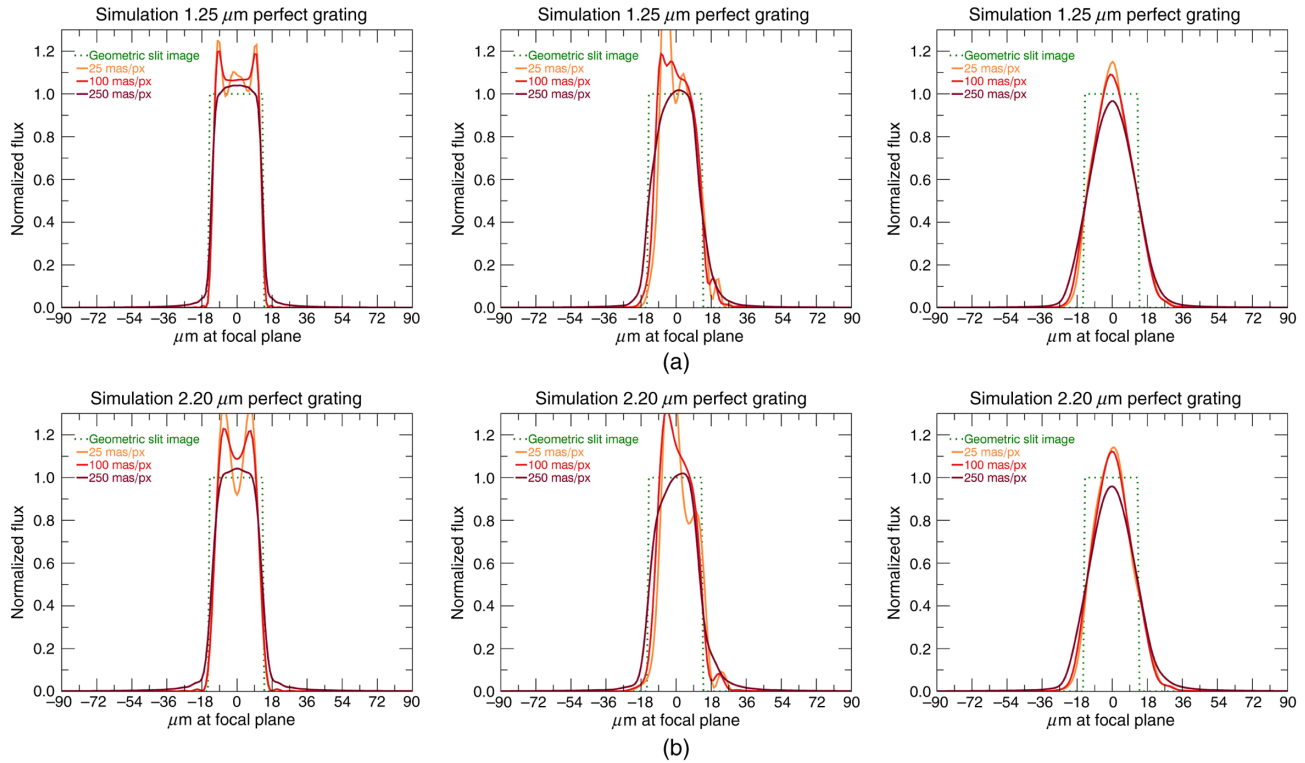 Simulation 1.25 μm perfect grating
Normalized flux
1.2
1.0
0.8
0.6
0.4
0.2
0.0
Geometric slit image
25 mas/px
100 mas/px
250 mas/px
−90 −72 −54 −36 −18 0 18 36 54 72 90
μm at focal plane
Simulation 1.25 μm perfect grating
Normalized flux
1.2
1.0
0.8
0.6
0.4
0.2
0.0
Geometric slit image
25 mas/px
100 mas/px
250 mas/px
−90 −72 −54 −36 −18 0 18 36 54 72 90
μm at focal plane
Simulation 1.25 μm perfect grating
Normalized flux
1.2
1.0
0.8
0.6
0.4
0.2
0.0
Geometric slit image
25 mas/px
100 mas/px
250 mas/px
−90 −72 −54 −36 −18 0 18 36 54 72 90
μm at focal plane
(a)
Simulation 2.20 μm perfect grating
Normalized flux
1.2
1.0
0.8
0.6
0.4
0.2
0.0
Geometric slit image
25 mas/px
100 mas/px
250 mas/px
−90 −72 −54 −36 −18 0 18 36 54 72 90
μm at focal plane
Simulation 2.20 μm perfect grating
Normalized flux
1.2
1.0
0.8
0.6
0.4
0.2
0.0
Geometric slit image
25 mas/px
100 mas/px
250 mas/px
−90 −72 −54 −36 −18 0 18 36 54 72 90
μm at focal plane
Simulation 2.20 μm perfect grating
Normalized flux
1.2
1.0
0.8
0.6
0.4
0.2
0.0
Geometric slit image
25 mas/px
100 mas/px
250 mas/px
−90 −72 −54 −36 −18 0 18 36 54 72 90
μm at focal plane
(b)